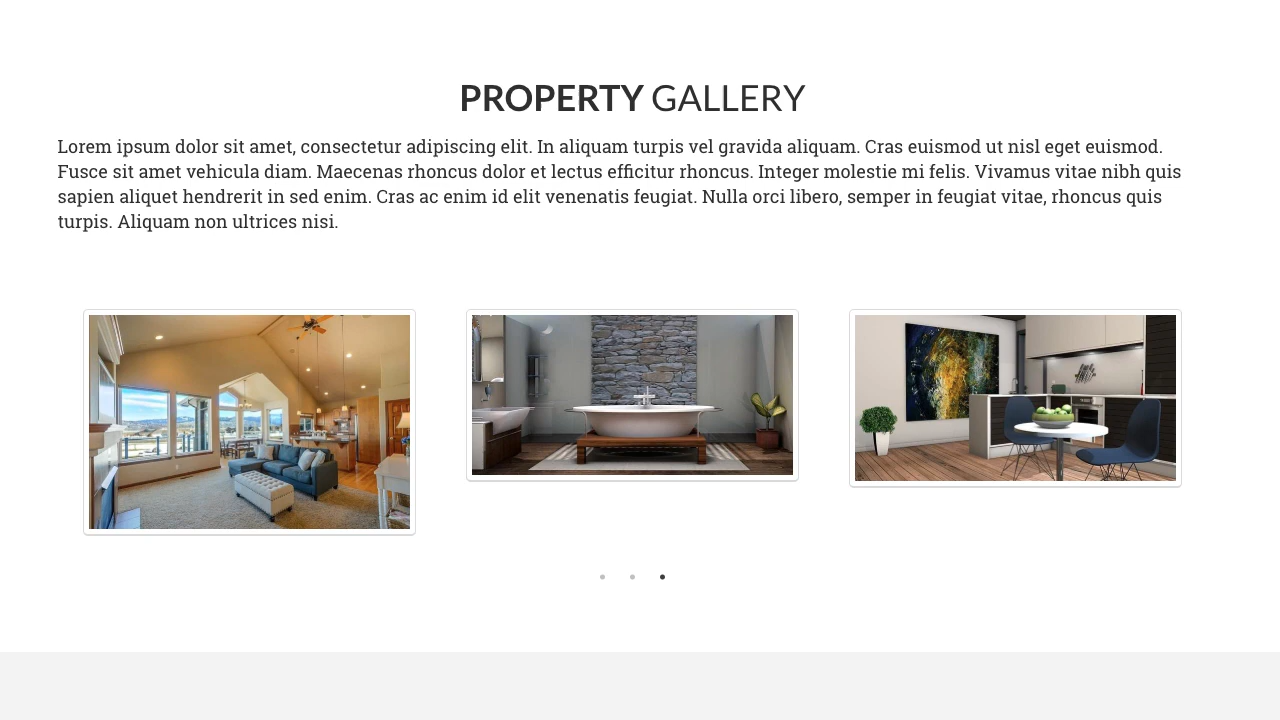 PROPERTY GALLERY
Lorem ipsum dolor sit amet, consectetur adipiscing elit. In aliquam turpis vel gravida aliquam. Cras euismod ut nisl eget euismod.
Fusce sit amet vehicula diam. Maecenas rhoncus dolor et lectus efficitur rhoncus. Integer molestie mi felis. Vivamus vitae nibh quis
sapien aliquet hendrerit in sed enim. Cras ac enim id elit venenatis feugiat. Nulla orci libero, semper in feugiat vitae, rhoncus quis
turpis. Aliquam non ultrices nisi.